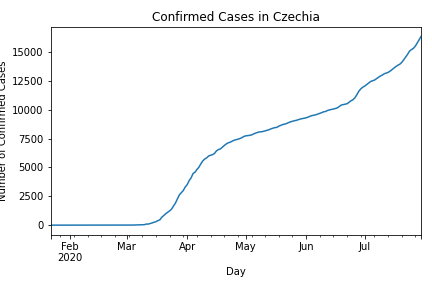 Confirmed Cases in Czechia
Number of Confirmed Cases
15000
12500
10000
7500
5000
2500
0
Feb Mar Apr May Jun Jul
2020
Day